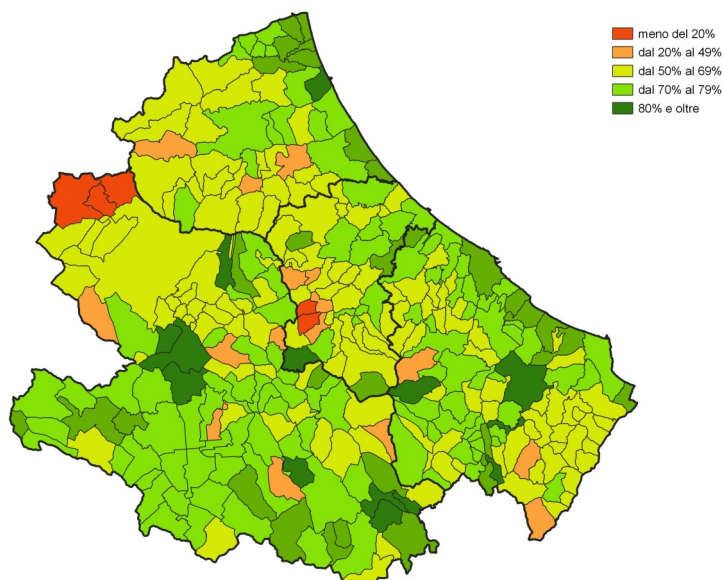 meno del 20%
dal 20% al 49%
dal 50% al 69%
dal 70% al 79%
80% e oltre